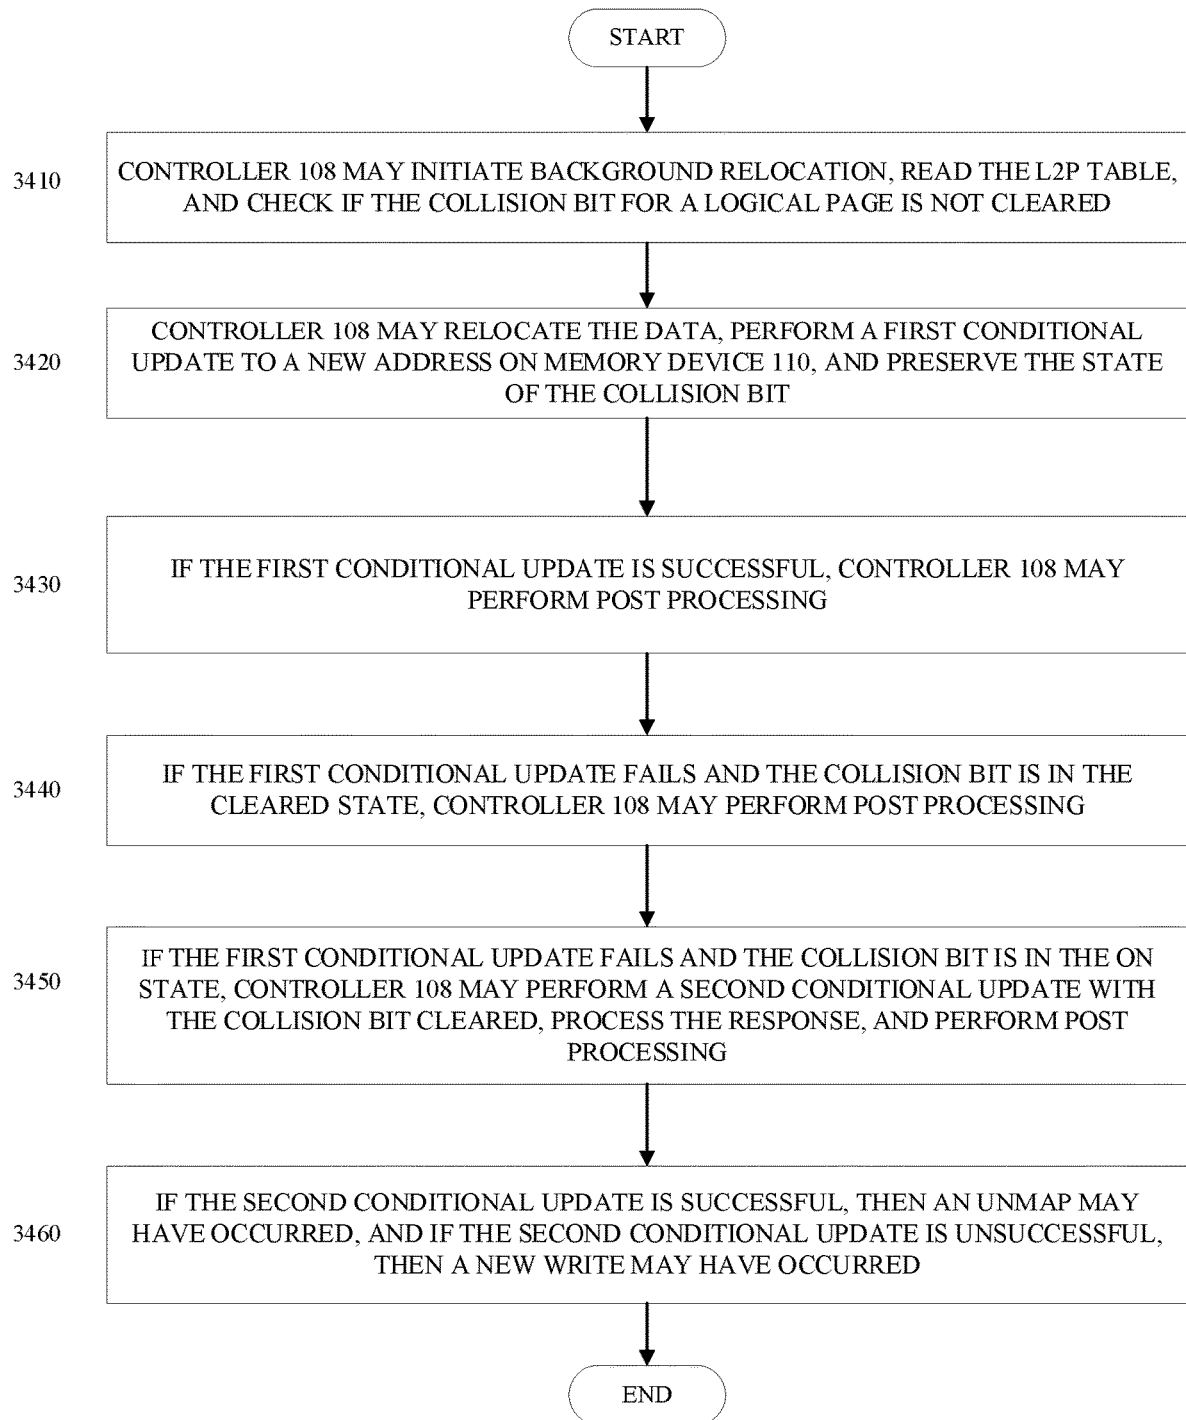 START
3410
CONTROLLER 108 MAY INITIATE BACKGROUND RELOCATION, READ THE L2P TABLE,
AND CHECK IF THE COLLISION BIT FOR A LOGICAL PAGE IS NOT CLEARED
3420
CONTROLLER 108 MAY RELOCATE THE DATA, PERFORM A FIRST CONDITIONAL
UPDATE TO A NEW ADDRESS ON MEMORY DEVICE 110, AND PRESERVE THE STATE
OF THE COLLISION BIT
3430
IF THE FIRST CONDITIONAL UPDATE IS SUCCESSFUL, CONTROLLER 108 MAY
PERFORM POST PROCESSING
3440
IF THE FIRST CONDITIONAL UPDATE FAILS AND THE COLLISION BIT IS IN THE
CLEARED STATE, CONTROLLER 108 MAY PERFORM POST PROCESSING
3450
IF THE FIRST CONDITIONAL UPDATE FAILS AND THE COLLISION BIT IS IN THE ON
STATE, CONTROLLER 108 MAY PERFORM A SECOND CONDITIONAL UPDATE WITH
THE COLLISION BIT CLEARED, PROCESS THE RESPONSE, AND PERFORM POST
PROCESSING
3460
IF THE SECOND CONDITIONAL UPDATE IS SUCCESSFUL, THEN AN UNMAP MAY
HAVE OCCURRED, AND IF THE SECOND CONDITIONAL UPDATE IS UNSUCCESSFUL,
THEN A NEW WRITE MAY HAVE OCCURRED
END